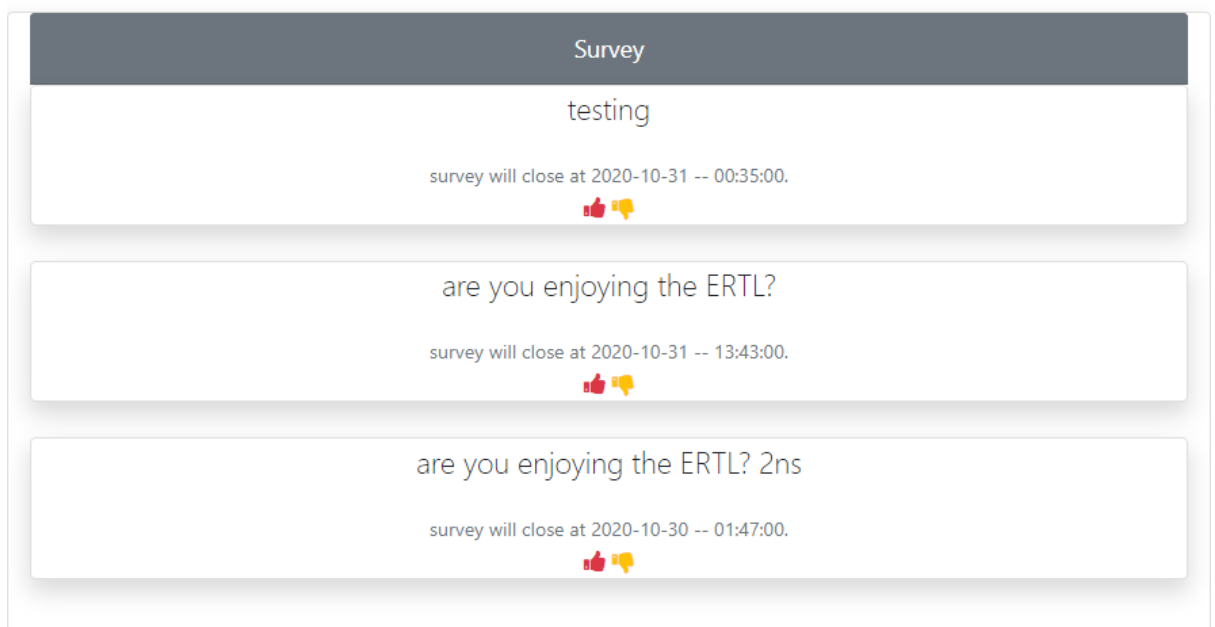 Survey
testing
survey will close at 2020-10-31 -- 00:35:00.
are you enjoying the ERTL?
survey will close at 2020-10-31 -- 13:43:00.
are you enjoying the ERTL? 2ns
survey will close at 2020-10-30 -- 01:47:00.